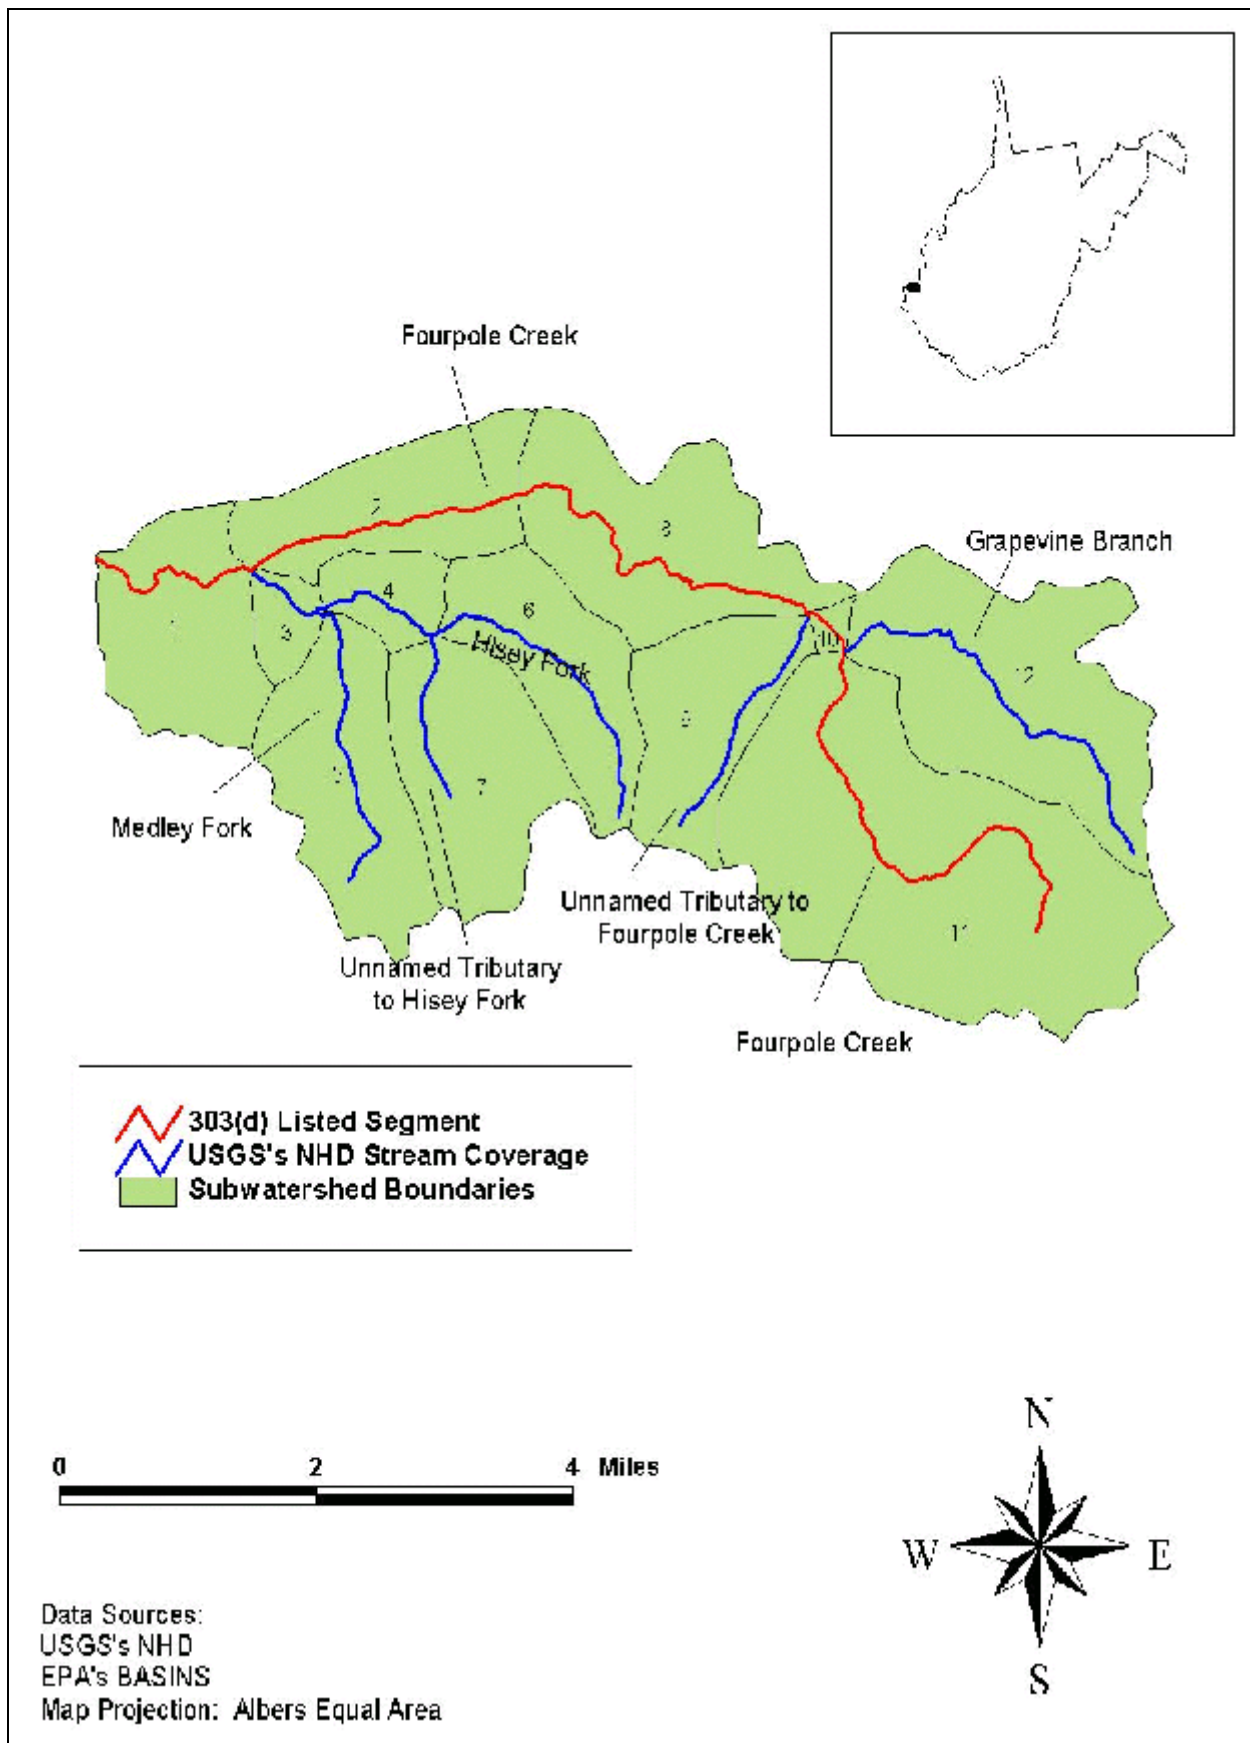 Fourpole Creek
Grapevine Branch
2
8
4
6
10
1
3
Hisey Fork
12
9
7
Medley Fork
Unnamed Tributary to
Fourpole Creek
11
Unnamed Tributary
to Hisey Fork
Fourpole Creek
303(d) Listed Segment
USGS's NHD Stream Coverage
Subwatershed Boundaries
0 2 4 Miles
N
W E
S
Data Sources:
USGS's NHD
EPA's BASINS
Map Projection: Albers Equal Area